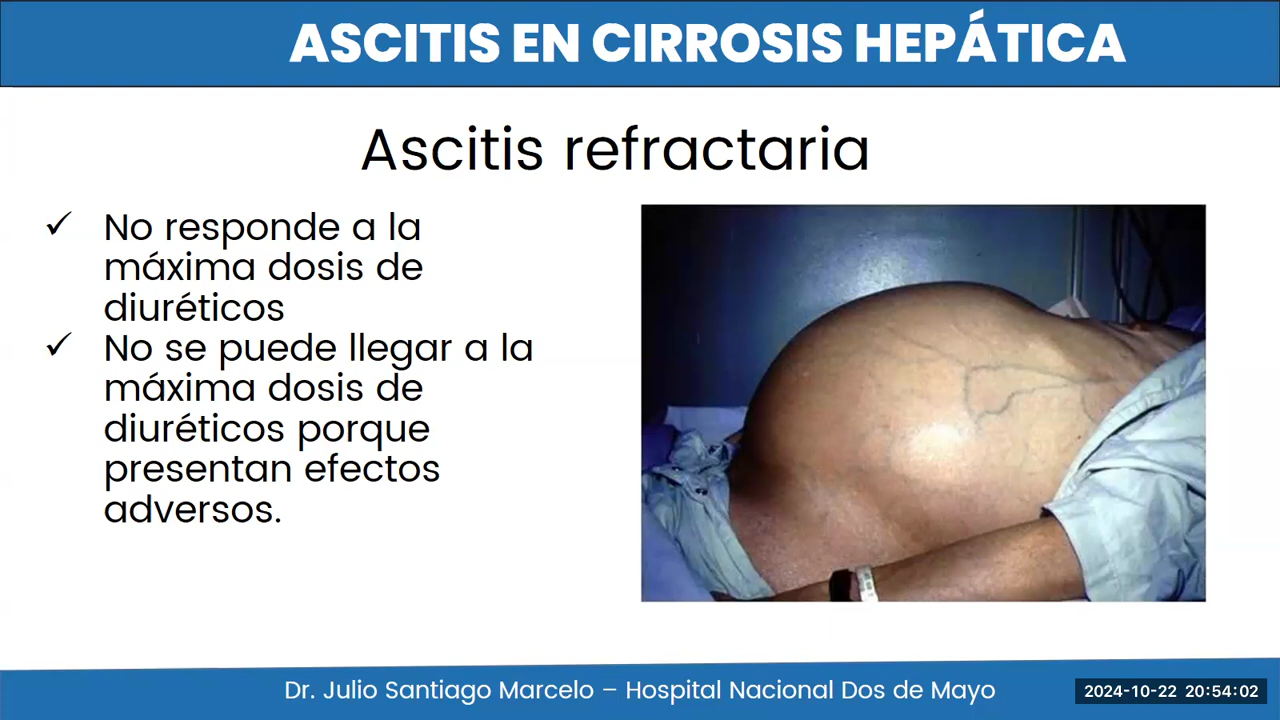 ASCITIS EN CIRROSIS HEPÁTICA
Ascitis refractaria
✓ No responde a la
máxima dosis de
diuréticos
✓ No se puede llegar a la
máxima dosis de
diuréticos porque
presentan efectos
adversos.
Dr. Julio Santiago Marcelo – Hospital Nacional Dos de Mayo
2024-10-22 20:54:02